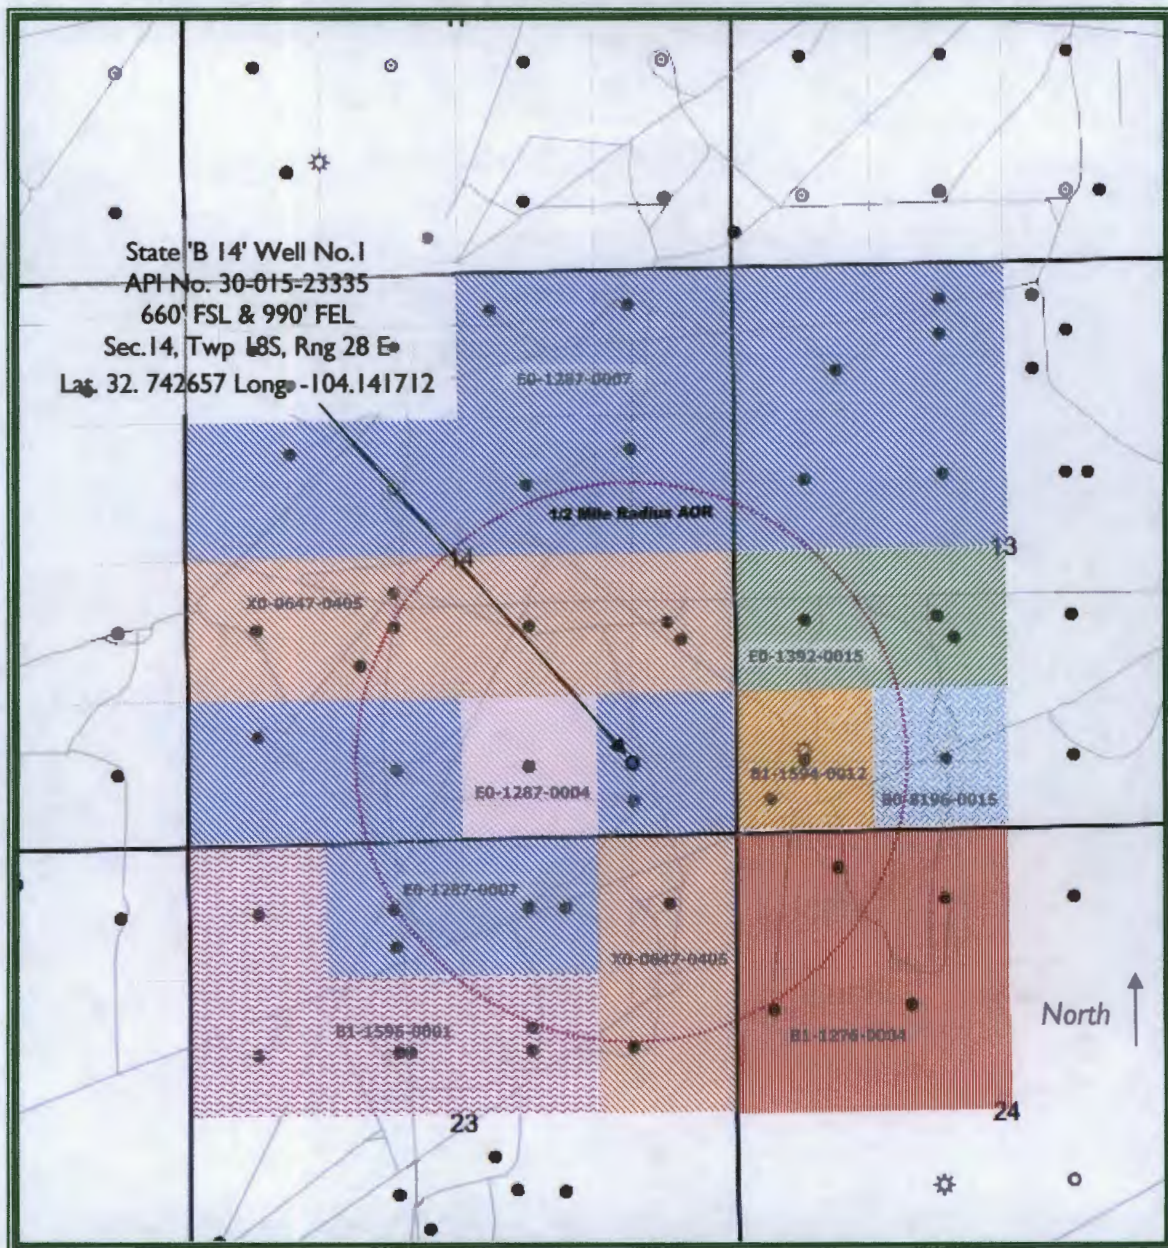 State 'B 14' Well No.1
API No. 30-015-23335
660' FSL & 990' FEL
Sec.14, Twp 18S, Rng 28 E
Lat. 32. 742657 Long. -104.141712
E0-1287-0007
1/2 Mile Radius AOR
14
13
X0-0647-0405
E0-1392-0015
E0-1287-0004
B1-1594-0012
B0-8196-0015
E0-1287-0007
X0-0647-0405
B1-1596-0001
B1-1276-0004
North
23
24